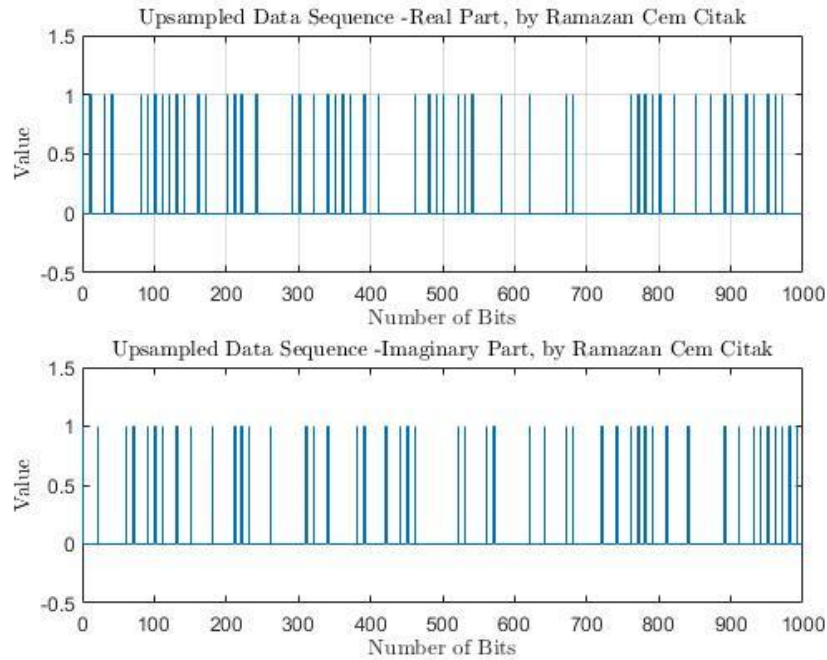 Upsampled Data Sequence -Real Part, by Ramazan Cem Citak
1.5
1
0.5
0
-0.5
Value
0 100 200 300 400 500 600 700 800 900 1000
Number of Bits
Upsampled Data Sequence -Imaginary Part, by Ramazan Cem Citak
1.5
1
0.5
0
-0.5
Value
0 100 200 300 400 500 600 700 800 900 1000
Number of Bits